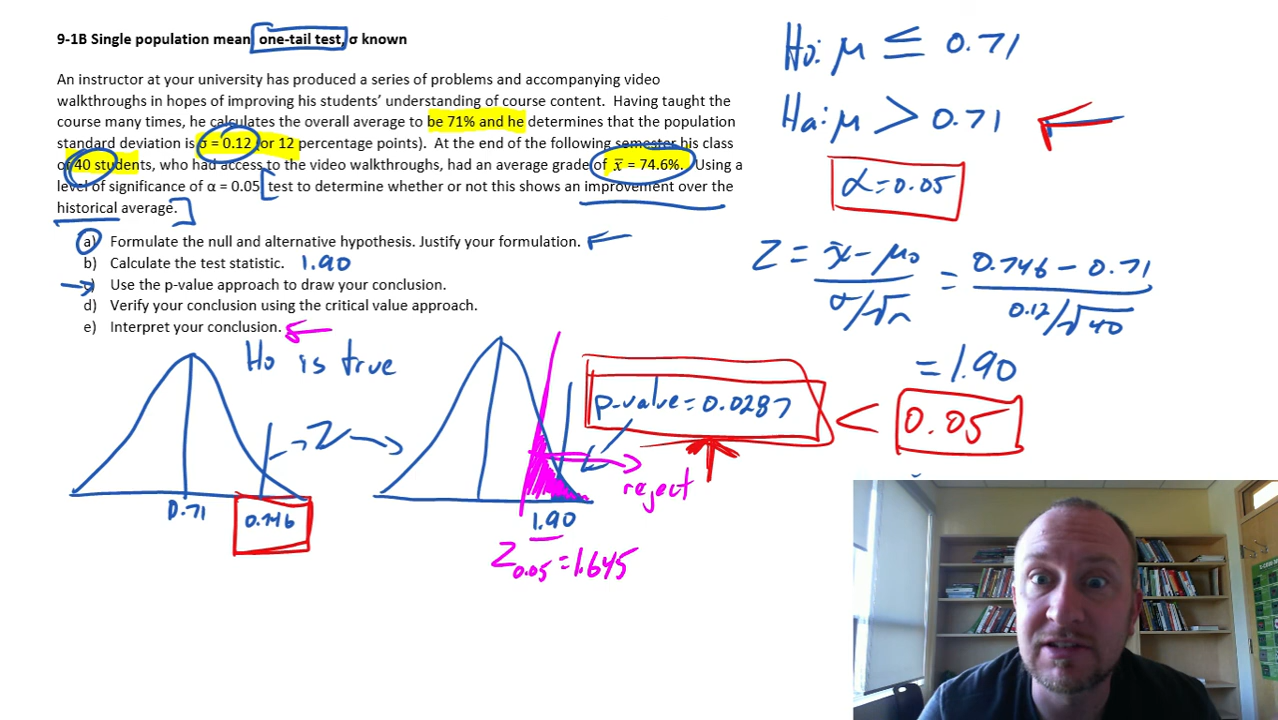 9-1B Single population mean, one-tail test, σ known
An instructor at your university has produced a series of problems and accompanying video
walkthroughs in hopes of improving his students' understanding of course content. Having taught the
course many times, he calculates the overall average to be 71% and he determines that the population
standard deviation is σ = 0.12 (or 12 percentage points). At the end of the following semester his class
of 40 students, who had access to the video walkthroughs, had an average grade of x̄ = 74.6%. Using a
level of significance of α = 0.05 test to determine whether or not this shows an improvement over the
historical average.
a) Formulate the null and alternative hypothesis. Justify your formulation.
b) Calculate the test statistic. 1.90
c) Use the p-value approach to draw your conclusion.
d) Verify your conclusion using the critical value approach.
e) Interpret your conclusion.
Ho: μ ≤ 0.71
Ha: μ > 0.71
α = 0.05
Z = x̄ - μ0 / σ/√n = 0.746 - 0.71 / 0.12/√40
= 1.90
Ho is true
p-value = 0.0287 < 0.05
Z
reject
0.71
0.746
1.90
Z0.05 = 1.645